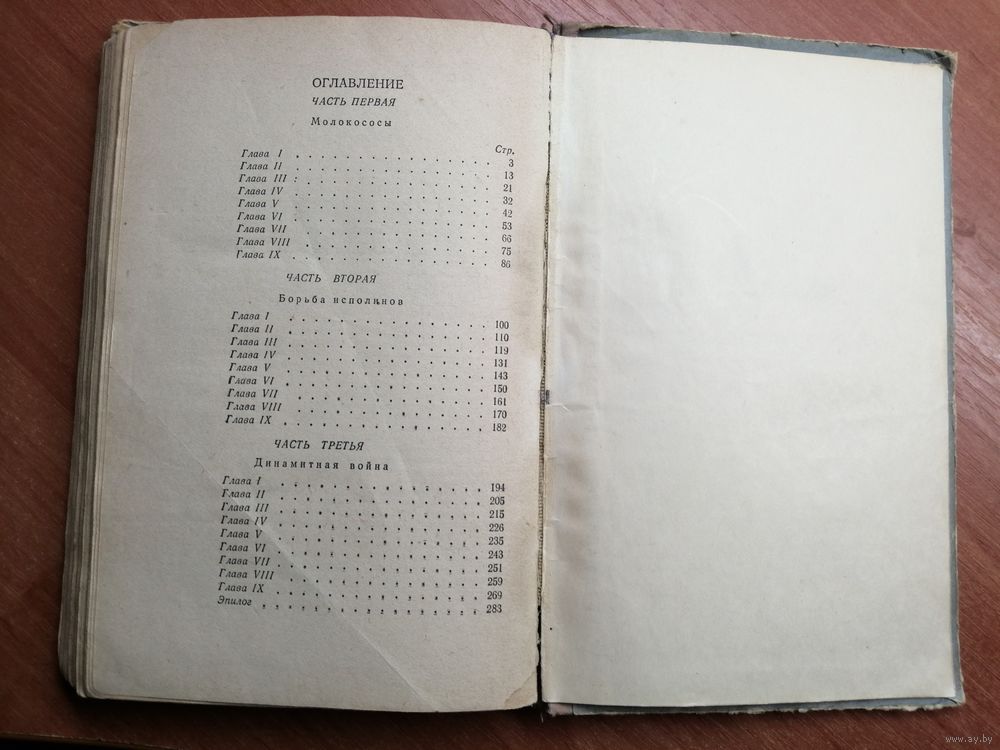 ОГЛАВЛЕНИЕ
ЧАСТЬ ПЕРВАЯ
Молокососы
Стр.
Глава I . . . . . . . . . . . . . . . 3
Глава II . . . . . . . . . . . . . . . 13
Глава III : . . . . . . . . . . . . . . 21
Глава IV . . . . . . . . . . . . . . . 32
Глава V . . . . . . . . . . . . . . . 42
Глава VI . . . . . . . . . . . . . . . 53
Глава VII . . . . . . . . . . . . . . . 66
Глава VIII . . . . . . . . . . . . . . 75
Глава IX . . . . . . . . . . . . . . . 86
ЧАСТЬ ВТОРАЯ
Борьба исполинов
Глава I . . . . . . . . . . . . . . . 100
Глава II . . . . . . . . . . . . . . . 110
Глава III . . . . . . . . . . . . . . . 119
Глава IV . . . . . . . . . . . . . . . 131
Глава V . . . . . . . . . . . . . . . 143
Глава VI . . . . . . . . . . . . . . . 150
Глава VII . . . . . . . . . . . . . . . 161
Глава VIII . . . . . . . . . . . . . . 170
Глава IX . . . . . . . . . . . . . . . 182
ЧАСТЬ ТРЕТЬЯ
Динамитная война
Глава I . . . . . . . . . . . . . . . 194
Глава II . . . . . . . . . . . . . . . 205
Глава III . . . . . . . . . . . . . . . 215
Глава IV . . . . . . . . . . . . . . . 226
Глава V . . . . . . . . . . . . . . . 235
Глава VI . . . . . . . . . . . . . . . 243
Глава VII . . . . . . . . . . . . . . . 251
Глава VIII . . . . . . . . . . . . . . 259
Глава IX . . . . . . . . . . . . . . . 269
Эпилог . . . . . . . . . . . . . . . 283
www.ay.by